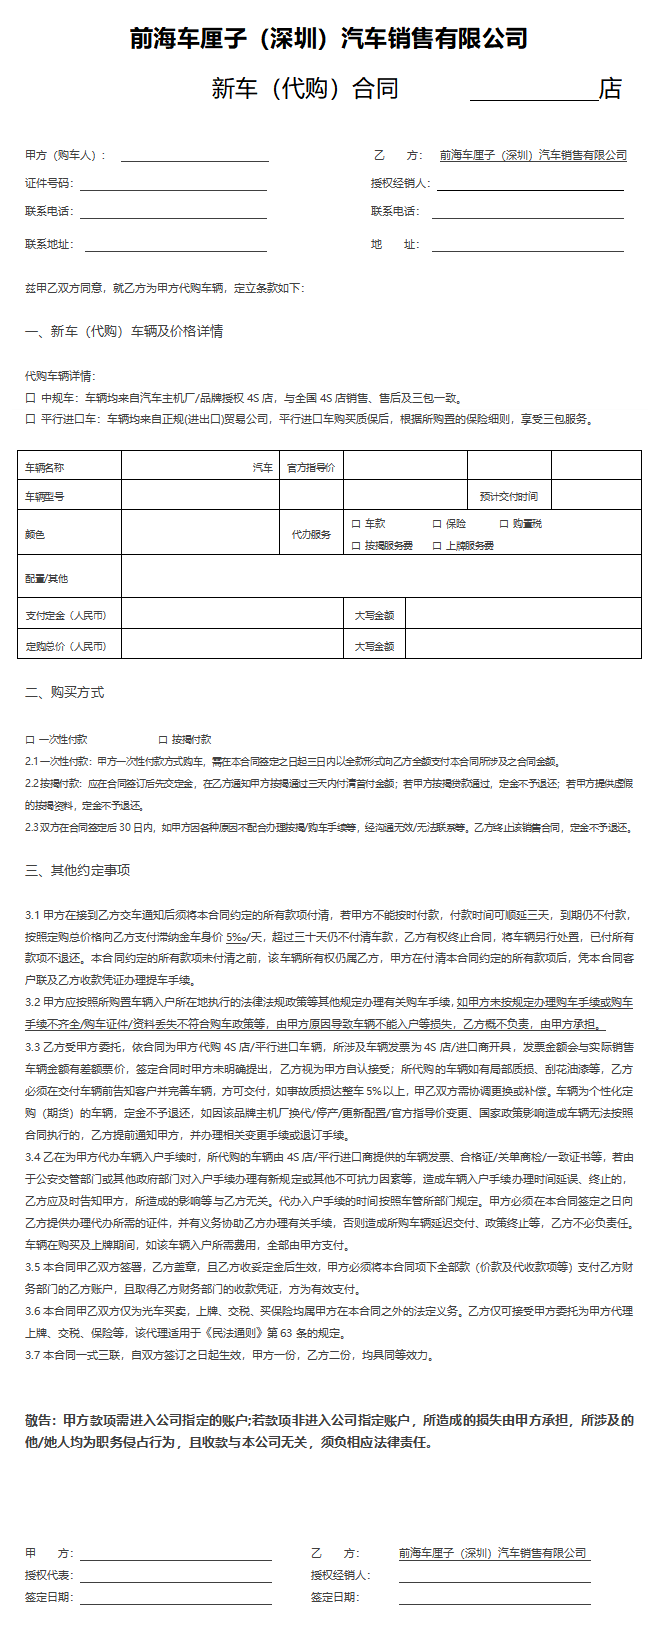 前海车厘子（深圳）汽车销售有限公司
新车（代购）合同 店
甲方（购车人）： 乙 方： 前海车厘子（深圳）汽车销售有限公司
证件号码： 授权经销人：
联系电话： 联系电话：
联系地址： 地 址：
兹甲乙双方同意，就乙方为甲方代购车辆，定立条款如下：
一、新车（代购）车辆及价格详情
代购车辆详情：
□ 中规车：车辆均来自汽车主机厂/品牌授权 4S 店，与全国 4S 店销售、售后及三包一致。
□ 平行进口车：车辆均来自正规(进出口)贸易公司，平行进口车购买质保后，根据所购置的保险细则，享受三包服务。
车辆名称 汽车 官方指导价
车辆型号 预计交付时间
颜色 代办服务 □ 车款 □ 保险 □ 购置税
□ 按揭服务费 □ 上牌服务费
配置/其他
支付定金（人民币） 大写金额
定购总价（人民币） 大写金额
二、购买方式
□ 一次性付款 □ 按揭付款
2.1 一次性付款：甲方一次性付款方式购车，需在本合同签定之日起三日内以全款形式向乙方全额支付本合同所涉及之合同金额。
2.2 按揭付款：应在合同签订后先交定金，在乙方通知甲方按揭通过三天内付清首付金额；若甲方按揭贷款通过，定金不予退还；若甲方提供虚假
的按揭资料，定金不予退还。
2.3 双方在合同签定后 30 日内，如甲方因各种原因不配合办理按揭/购车手续等，经沟通无效/无法联系等。乙方终止该销售合同，定金不予退还。
三、其他约定事项
3.1 甲方在接到乙方交车通知后须将本合同约定的所有款项付清，若甲方不能按时付款，付款时间可顺延三天，到期仍不付款，
按照定购总价格向乙方支付滞纳金车身价 5‰/天，超过三十天仍不付清车款，乙方有权终止合同，将车辆另行处置，已付所有
款项不退还。本合同约定的所有款项未付清之前，该车辆所有权仍属乙方，甲方在付清本合同约定的所有款项后，凭本合同客
户联及乙方收款凭证办理提车手续。
3.2 甲方应按照所购置车辆入户所在地执行的法律法规政策等其他规定办理有关购车手续，如甲方未按规定办理购车手续或购车
手续不齐全/购车证件/资料丢失不符合购车政策等，由甲方原因导致车辆不能入户等损失，乙方概不负责，由甲方承担。
3.3 乙方受甲方委托，依合同为甲方代购 4S 店/平行进口车辆，所涉及车辆发票为 4S 店/进口商开具，发票金额会与实际销售
车辆金额有差额票价，签定合同时甲方未明确提出，乙方视为甲方自认接受；所代购的车辆如有局部质损、刮花油漆等，乙方
必须在交付车辆前告知客户并完善车辆，方可交付，如事故质损达整车 5%以上，甲乙双方需协调更换或补偿。车辆为个性化定
购（期货）的车辆，定金不予退还，如因该品牌主机厂换代/停产/更新配置/官方指导价变更、国家政策影响造成车辆无法按照
合同执行的，乙方提前通知甲方，并办理相关变更手续或退订手续。
3.4 乙在为甲方代办车辆入户手续时，所代购的车辆由 4S 店/平行进口商提供的车辆发票、合格证/关单商检/一致证书等，若由
于公安交管部门或其他政府部门对入户手续办理有新规定或其他不可抗力因素等，造成车辆入户手续办理时间延误、终止的，
乙方应及时告知甲方，所造成的影响等与乙方无关。代办入户手续的时间按照车管所部门规定。甲方必须在本合同签定之日向
乙方提供办理代办所需的证件，并有义务协助乙方办理有关手续，否则造成所购车辆延迟交付、政策终止等，乙方不必负责任。
车辆在购买及上牌期间，如该车辆入户所需费用，全部由甲方支付。
3.5 本合同甲乙双方签署，乙方盖章，且乙方收妥定金后生效，甲方必须将本合同项下全部款（价款及代收款项等）支付乙方财
务部门的乙方账户，且取得乙方财务部门的收款凭证，方为有效支付。
3.6 本合同甲乙双方仅为光车买卖，上牌、交税、买保险均属甲方在本合同之外的法定义务。乙方仅可接受甲方委托为甲方代理
上牌、交税、保险等，该代理适用于《民法通则》第 63 条的规定。
3.7 本合同一式三联，自双方签订之日起生效，甲方一份，乙方二份，均具同等效力。
敬告：甲方款项需进入公司指定的账户;若款项非进入公司指定账户，所造成的损失由甲方承担，所涉及的
他/她人均为职务侵占行为，且收款与本公司无关，须负相应法律责任。
甲 方： 乙 方： 前海车厘子（深圳）汽车销售有限公司
授权代表： 授权经销人：
签定日期： 签定日期：